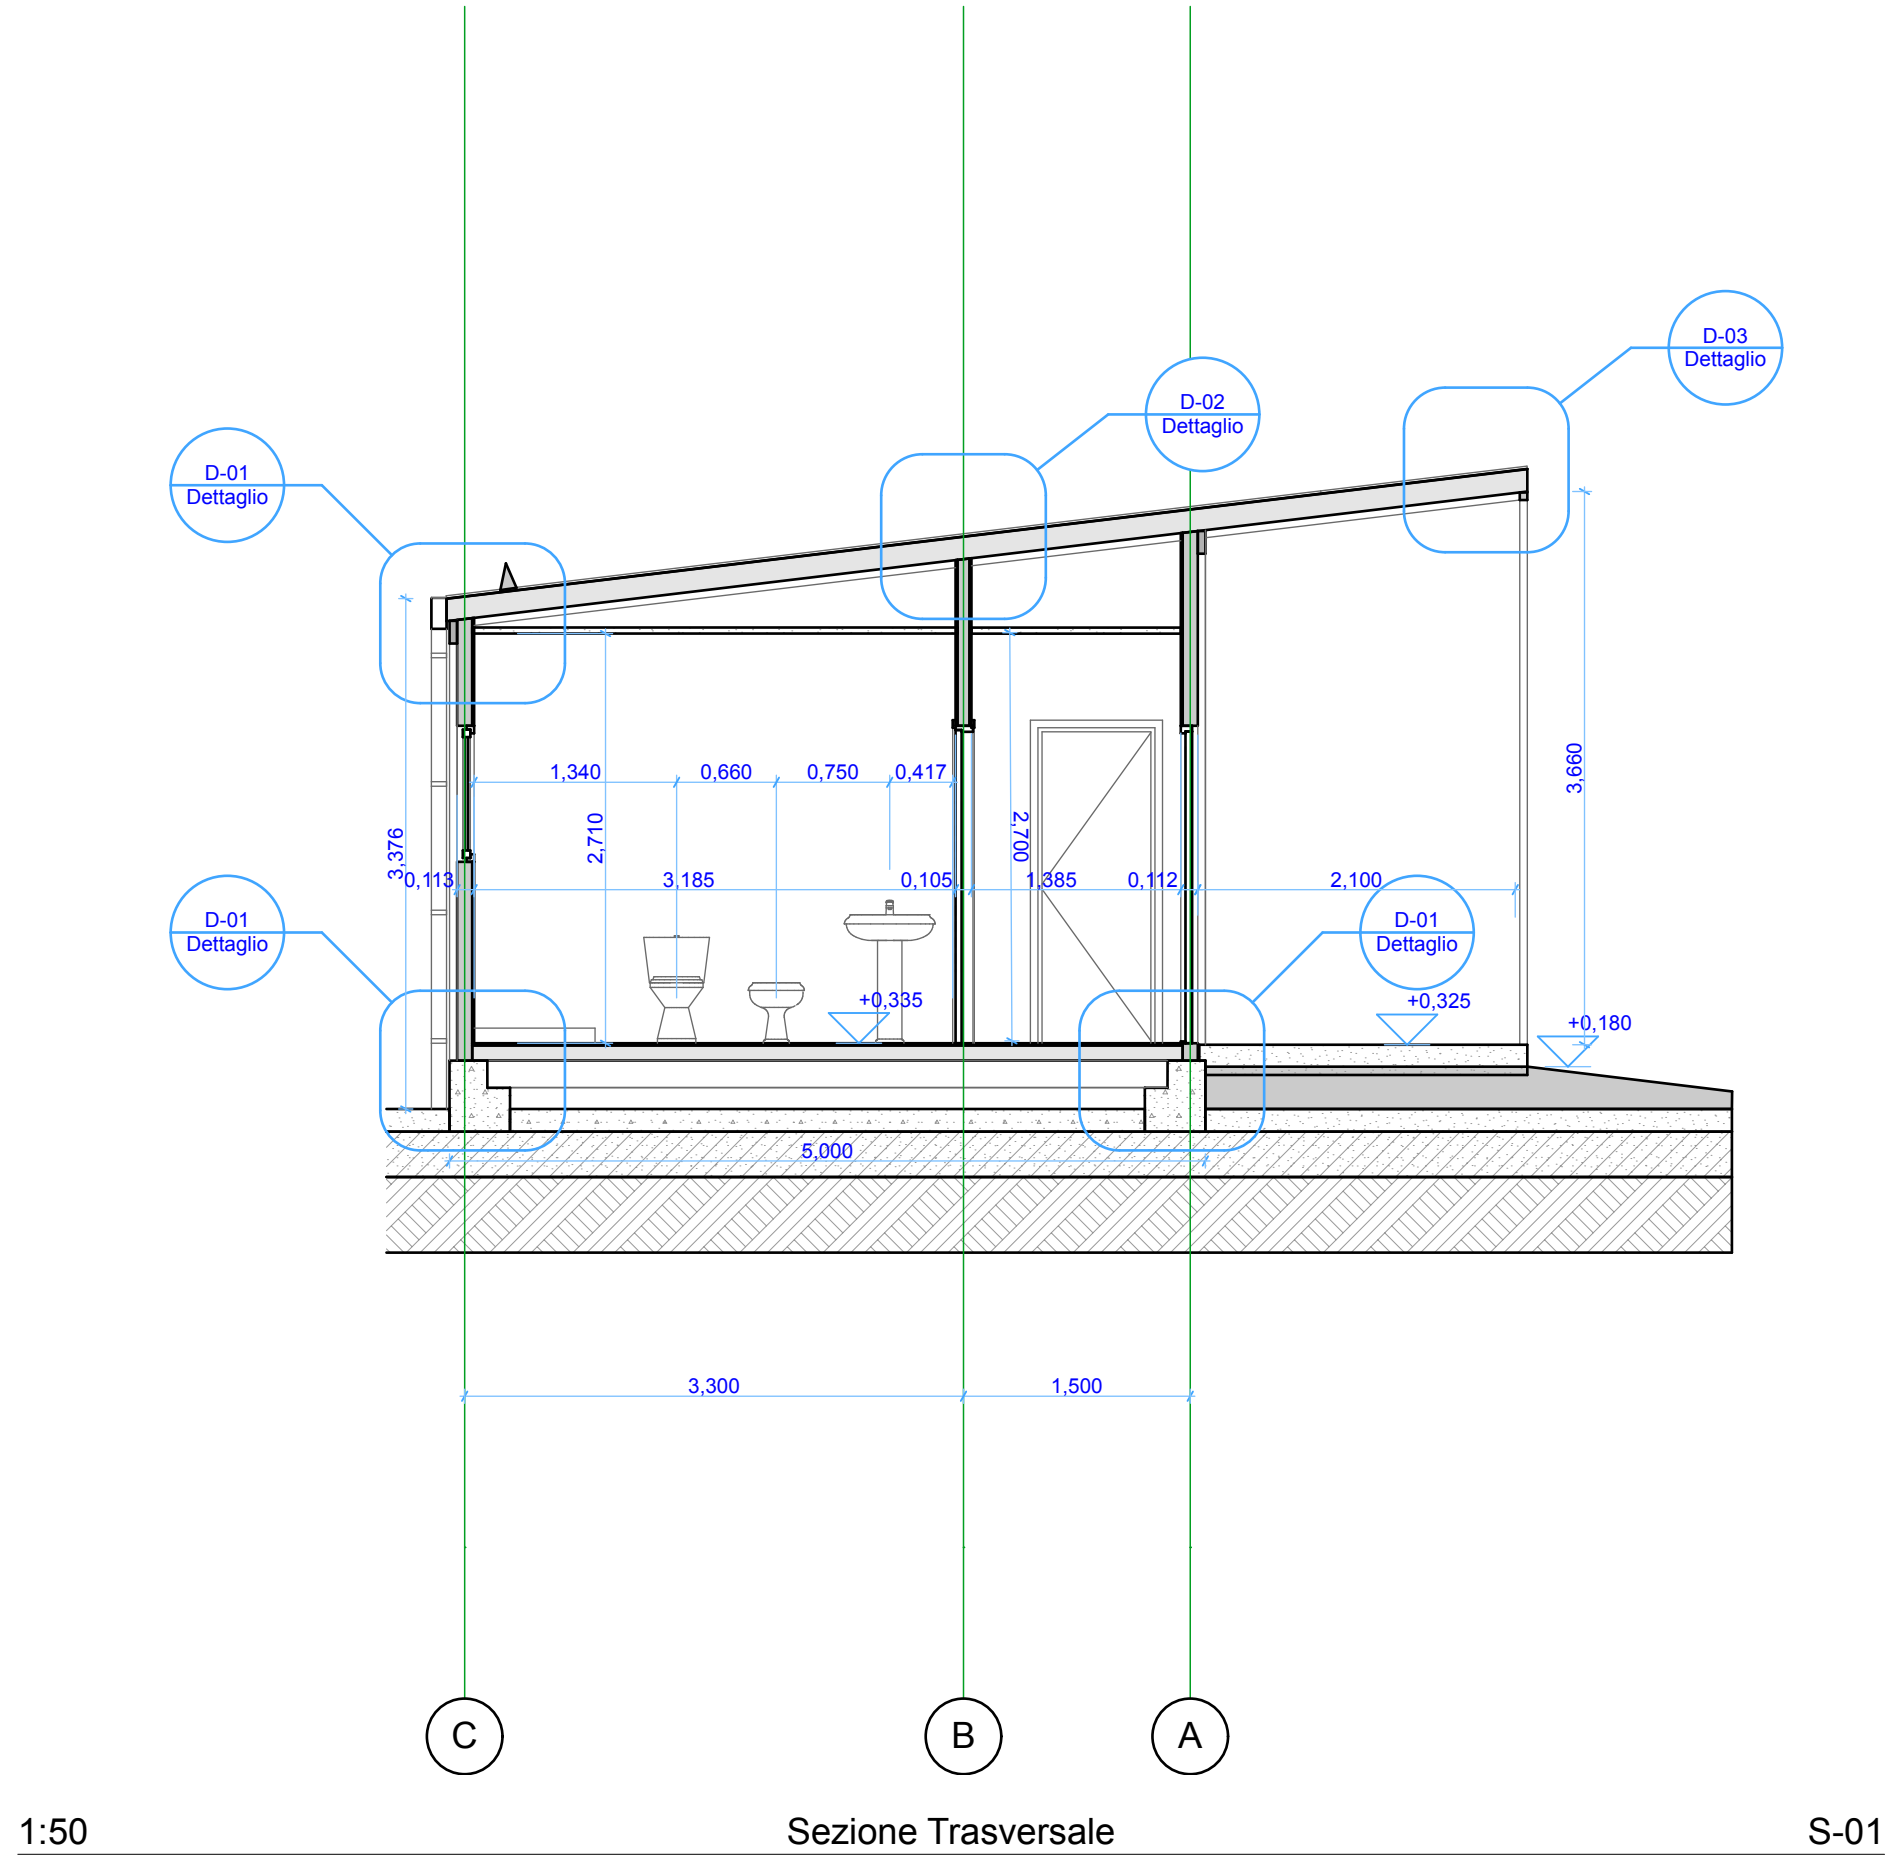 D-03
Dettaglio
D-02
Dettaglio
D-01
Dettaglio
1,340
0,660
0,750
0,417
3,660
2,710
2,700
3,376
0,113
3,185
0,105
1,385
0,112
2,100
D-01
Dettaglio
D-01
Dettaglio
+0,335
+0,325
+0,180
5,000
3,300
1,500
C
B
A
1:50
Sezione Trasversale
S-01